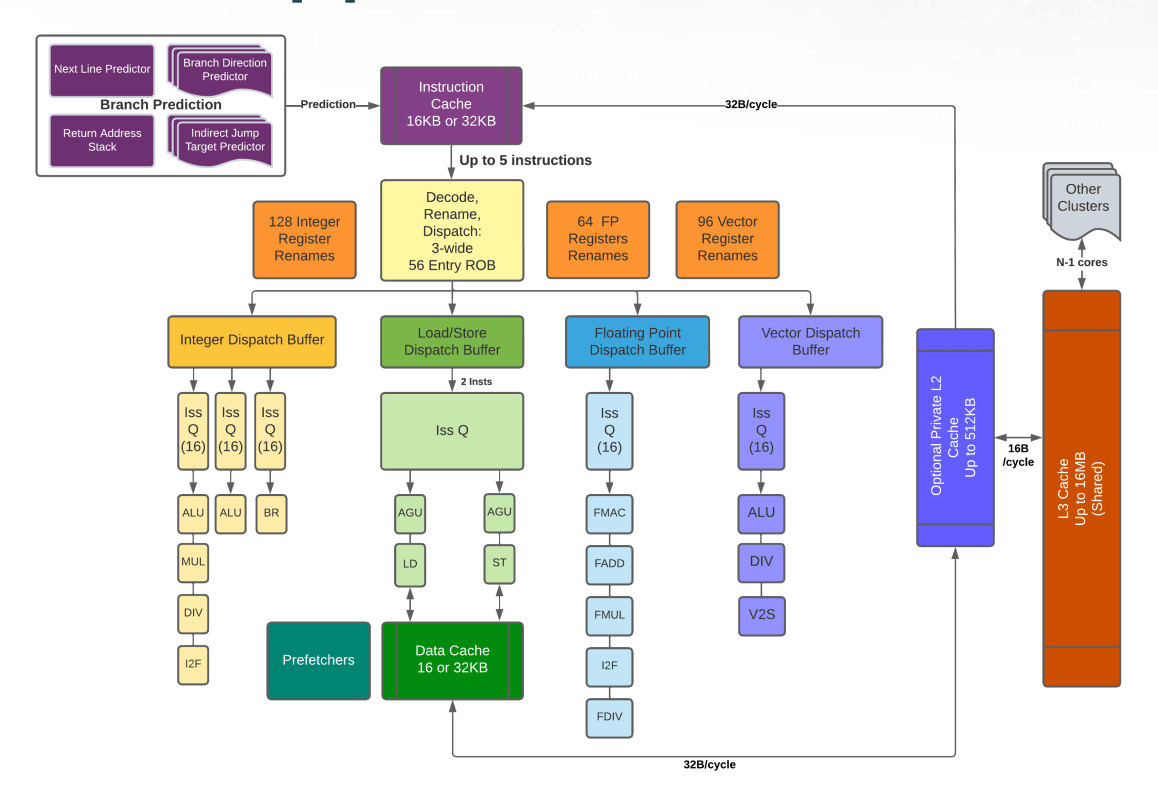 Next Line Predictor
Branch Direction
Predictor
Branch Prediction
Return Address
Stack
Indirect Jump
Target Predictor
Prediction
Instruction
Cache
16KB or 32KB
32B/cycle
Up to 5 instructions
Decode,
Rename,
Dispatch:
3-wide
56 Entry ROB
128 Integer
Register
Renames
64 FP
Registers
Renames
96 Vector
Register
Renames
Other
Clusters
N-1 cores
Integer Dispatch Buffer
Load/Store
Dispatch Buffer
Floating Point
Dispatch Buffer
Vector Dispatch
Buffer
2 Insts
Iss
Q
(16)
Iss
Q
(16)
Iss
Q
(16)
Iss Q
Iss
Q
(16)
Iss
Q
(16)
ALU
ALU
BR
AGU
AGU
FMAC
ALU
MUL
LD
ST
FADD
DIV
DIV
FMUL
V2S
I2F
Prefetchers
Data Cache
16 or 32KB
I2F
FDIV
Optional Private L2
Cache
Up to 512KB
16B
/cycle
L3 Cache
Up to 16MB
(Shared)
32B/cycle